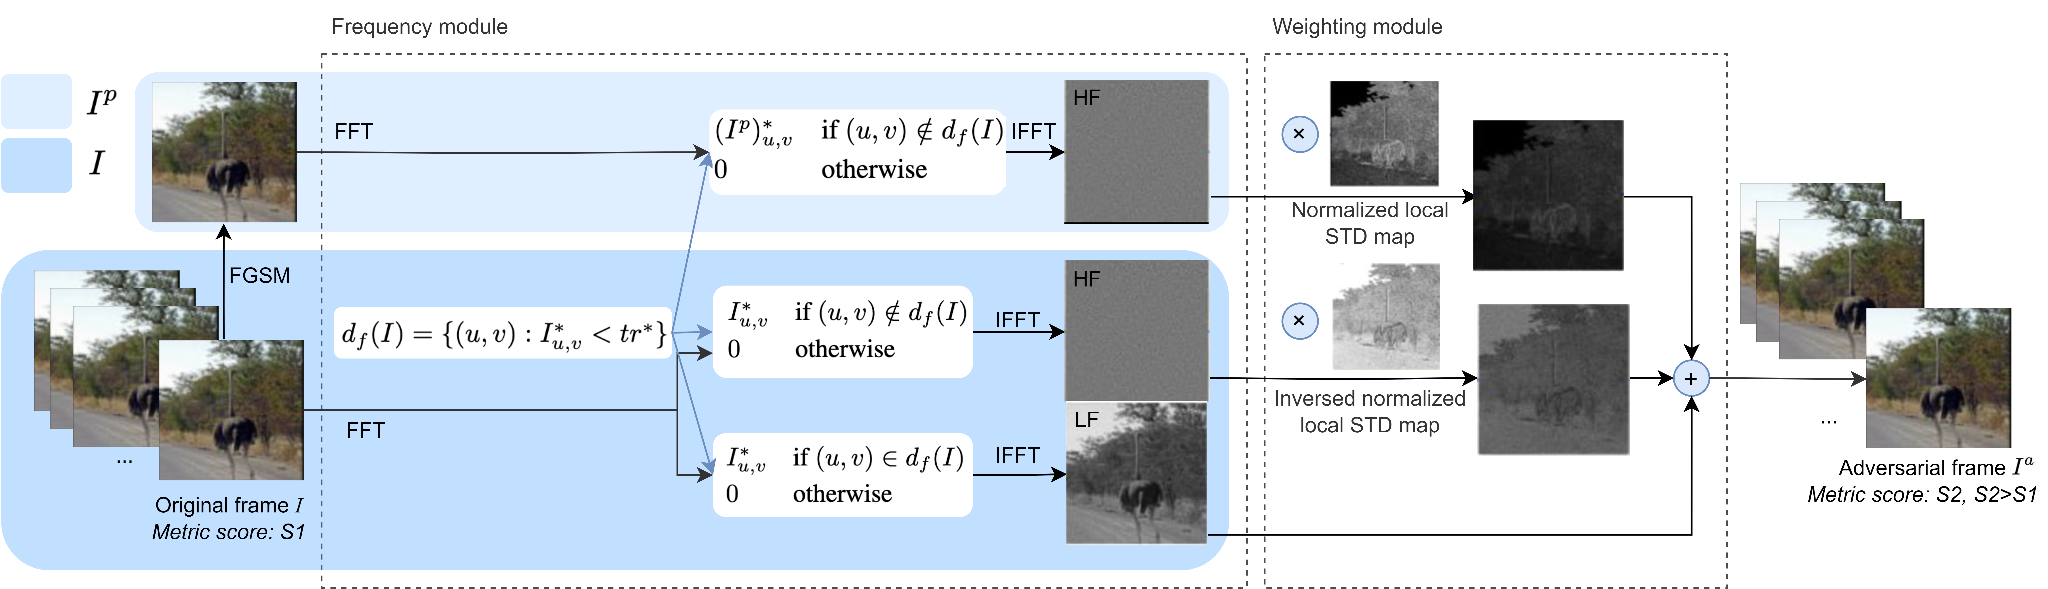 Frequency module
Weighting module
I^p
I
FFT
(I^p)^*_{u,v} if (u, v) ∉ d_f(I)
0 otherwise
IFFT
HF
×
Normalized local
STD map
FGSM
d_f(I) = {(u, v) : I^*_{u,v} < tr^*}
I^*_{u,v} if (u, v) ∉ d_f(I)
0 otherwise
IFFT
HF
×
Inversed normalized
local STD map
+
FFT
I^*_{u,v} if (u, v) ∈ d_f(I)
0 otherwise
IFFT
LF
...
Original frame I
Metric score: S1
...
Adversarial frame I^a
Metric score: S2, S2>S1